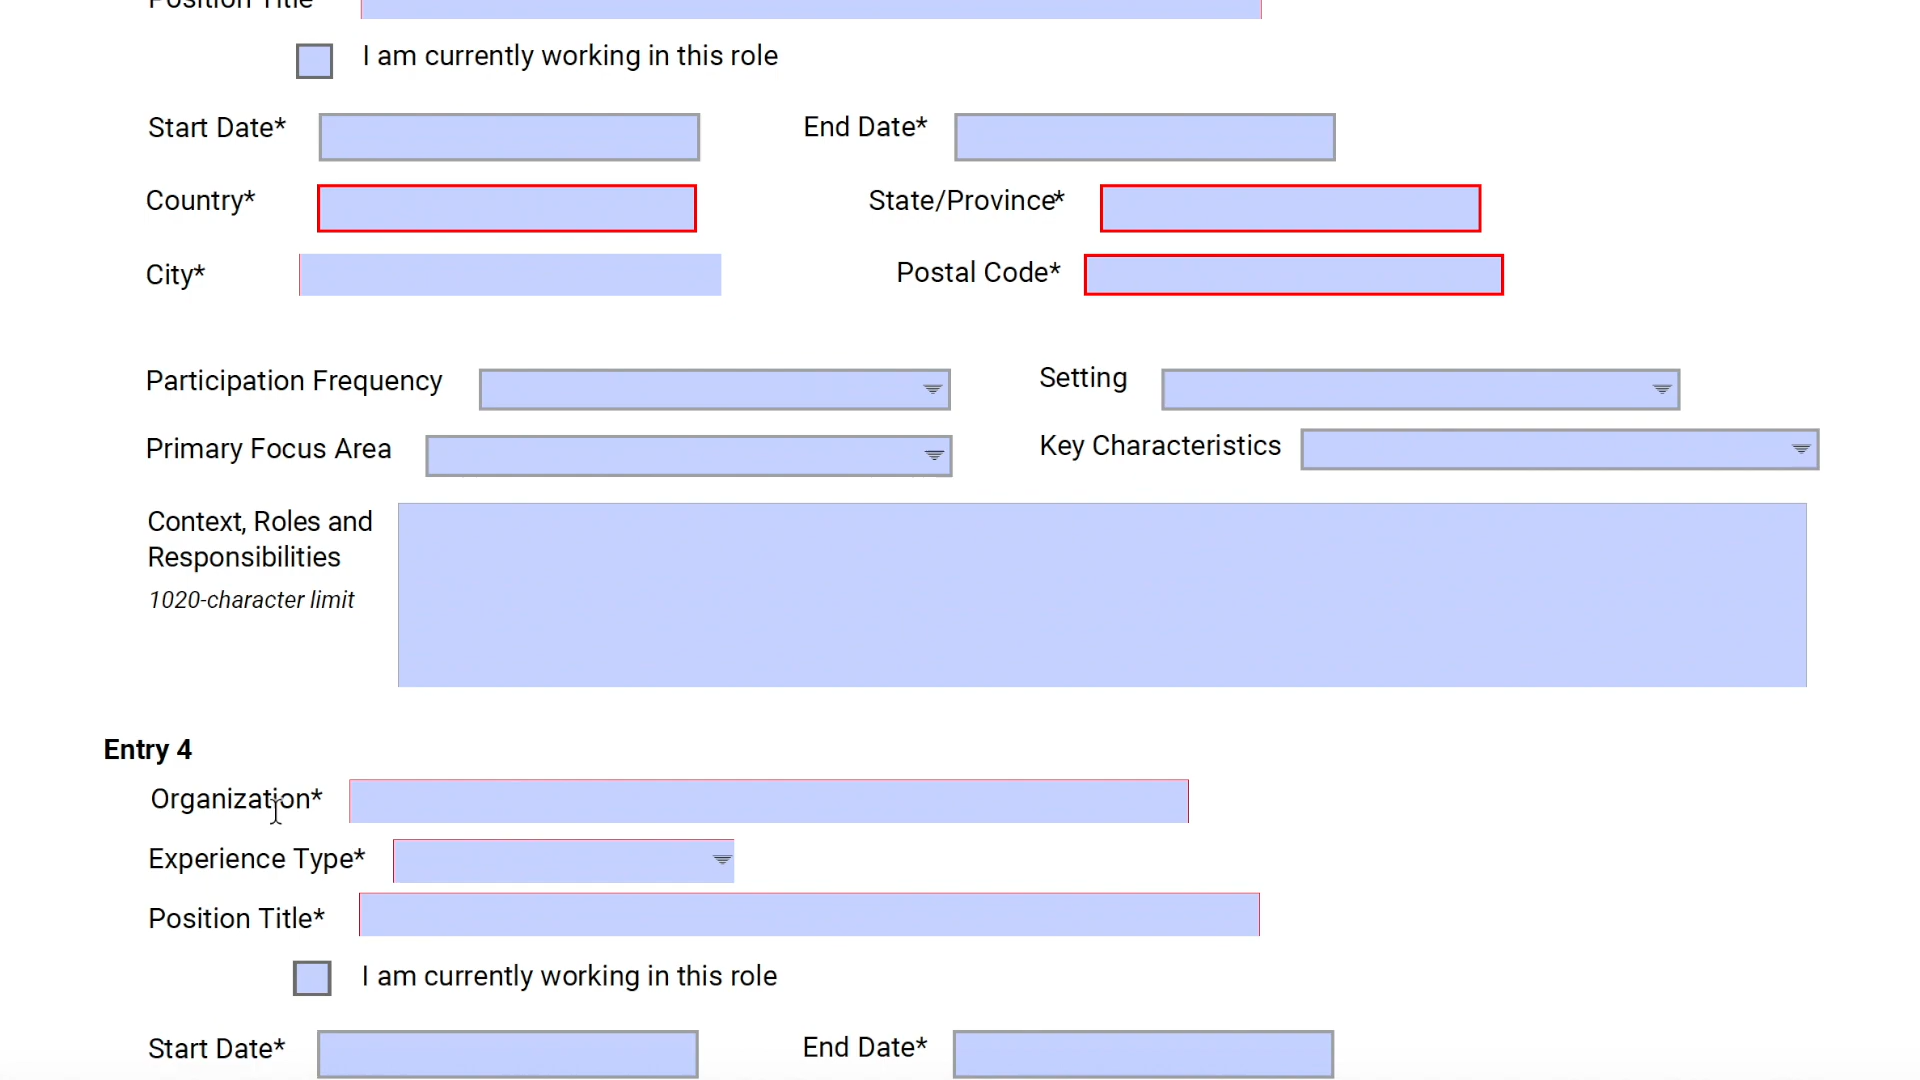 Position Title
I am currently working in this role
Start Date* End Date*
Country* State/Province*
City* Postal Code*
Participation Frequency Setting
Primary Focus Area Key Characteristics
Context, Roles and
Responsibilities
1020-character limit
Entry 4
Organization*
Experience Type*
Position Title*
I am currently working in this role
Start Date* End Date*